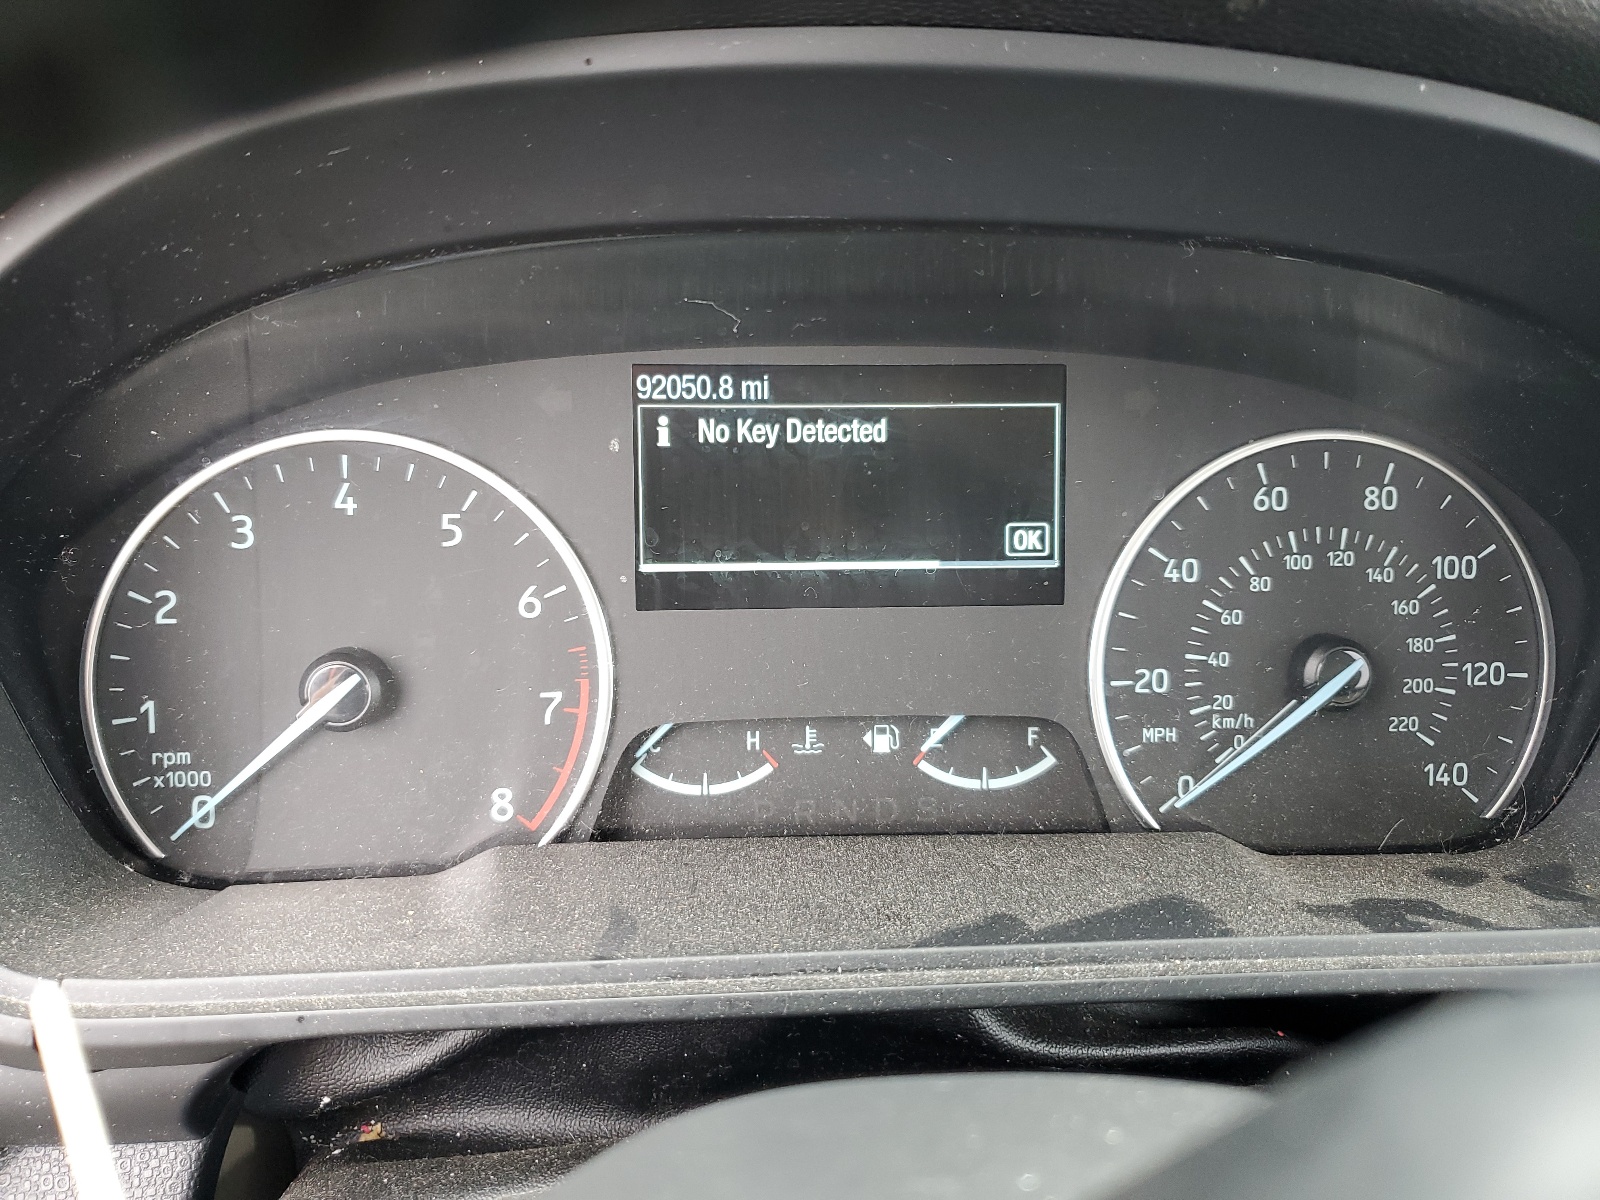 92050.8 mi
i No Key Detected
OK
0 1 2 3 4 5 6 7 8
rpm
x1000
C H
E F
P R N D S
0 20 40 60 80 100 120 140
MPH
0 20 40 60 80 100 120 140 160 180 200 220
km/h